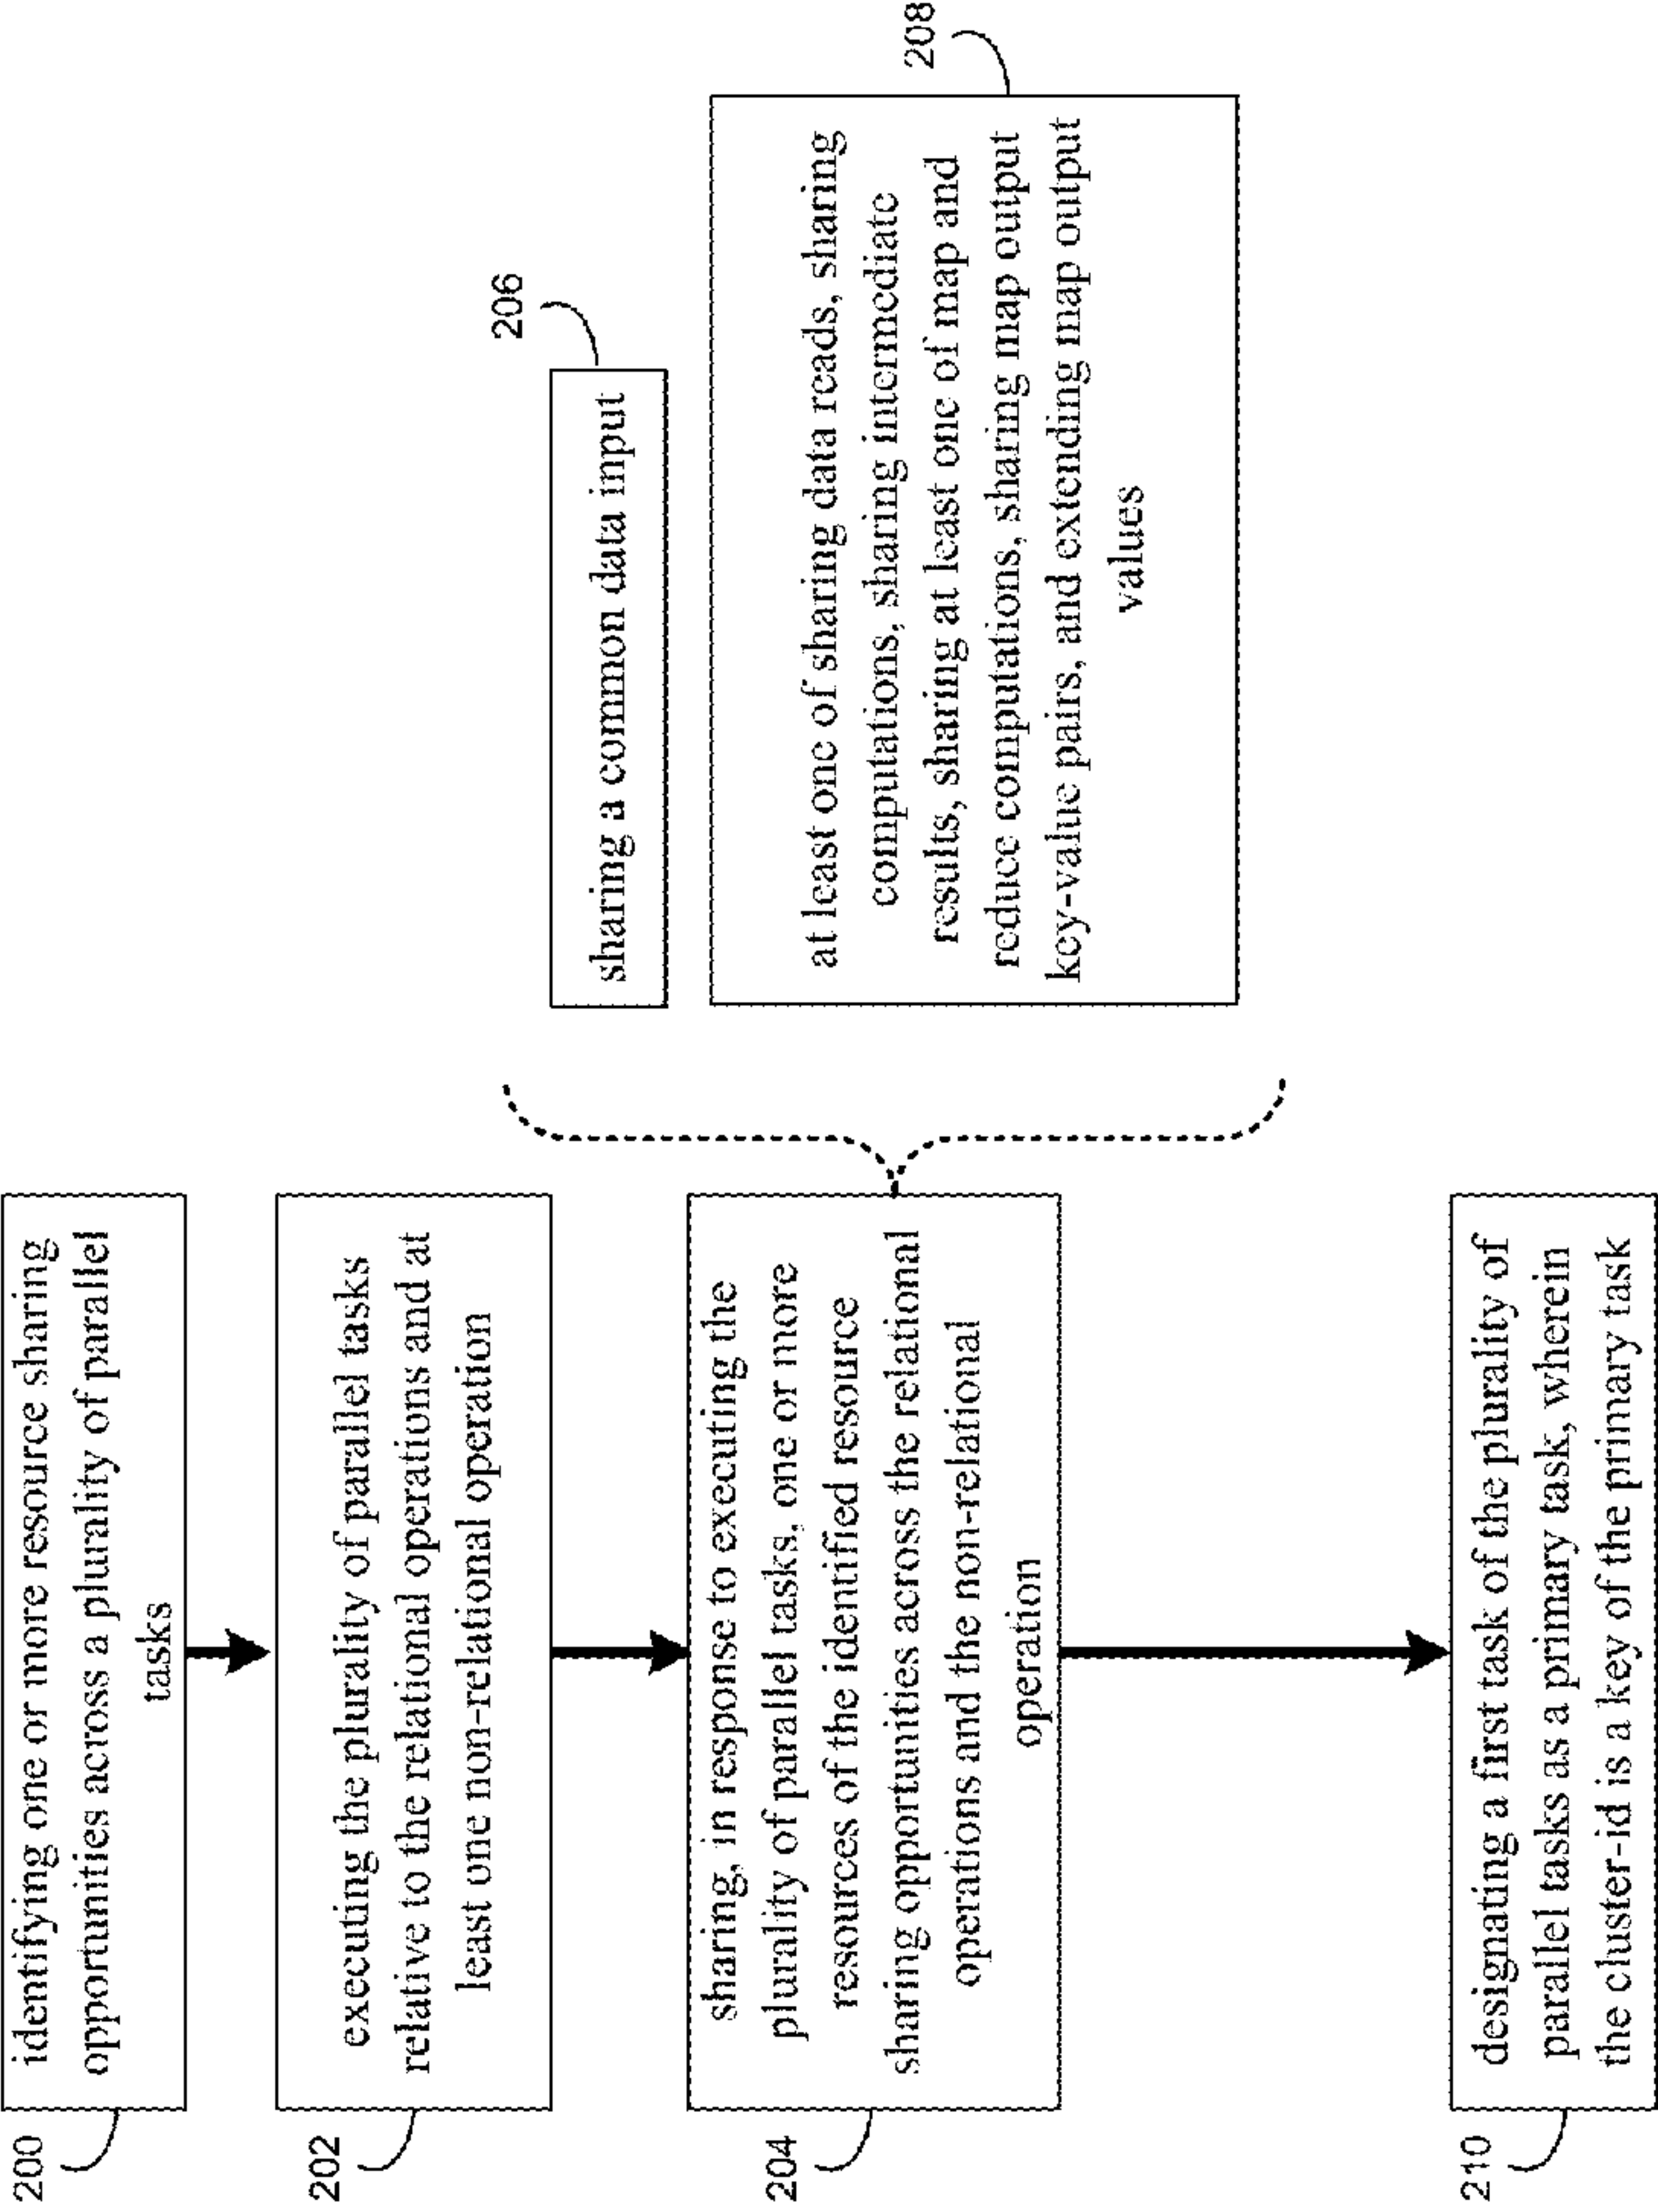 200
identifying one or more resource sharing
opportunities across a plurality of parallel
tasks
202
executing the plurality of parallel tasks
relative to the relational operations and at
least one non-relational operation
204
sharing, in response to executing the
plurality of parallel tasks, one or more
resources of the identified resource
sharing opportunities across the relational
operations and the non-relational
operation
206
sharing a common data input
208
at least one of sharing data reads, sharing
computations, sharing intermediate
results, sharing at least one of map and
reduce computations, sharing map output
key-value pairs, and extending map output
values
210
designating a first task of the plurality of
parallel tasks as a primary task, wherein
the cluster-id is a key of the primary task